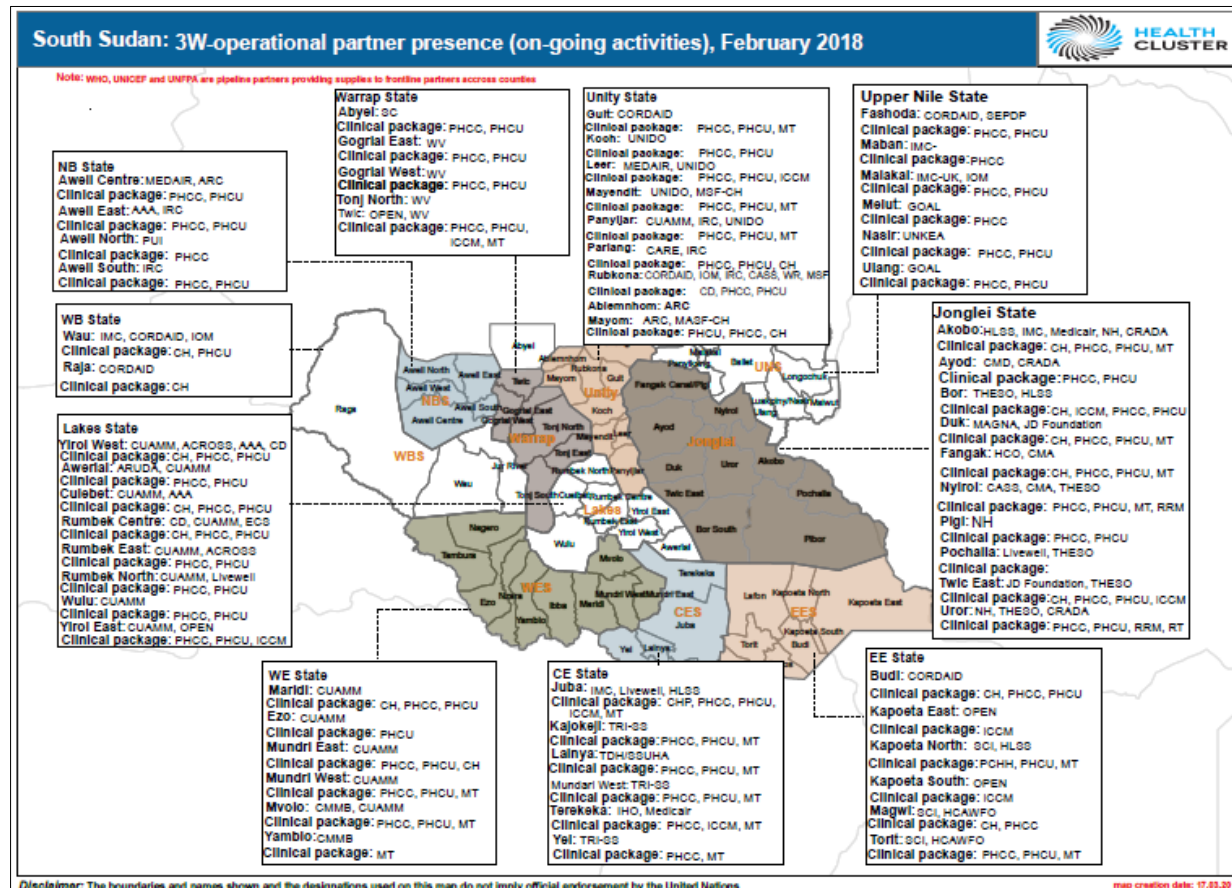 South Sudan: 3W-operational partner presence (on-going activities), February 2018
HEALTH
CLUSTER
Note: WHO, UNICEF and UNFPA are pipeline partners providing supplies to frontline partners accross counties
NB State
Awell Centre: MEDAIR, ARC
Clinical package: PHCC, PHCU
Awell East: AAA, IRC
Clinical package: PHCC, PHCU
Awell North: PUI
Clinical package: PHCC
Awell South: IRC
Clinical package: PHCC, PHCU
WB State
Wau: IMC, CORDAID, IOM
Clinical package: CH, PHCU
Raja: CORDAID
Clinical package: CH
Lakes State
Yirol West: CUAMM, ACROSS, AAA, CD
Clinical package: CH, PHCC, PHCU
Awerial: ARUDA, CUAMM
Clinical package: PHCC, PHCU
Cuiebet: CUAMM, AAA
Clinical package: CH, PHCC, PHCU
Rumbek Centre: CD, CUAMM, ECS
Clinical package: CH, PHCC, PHCU
Rumbek East: CUAMM, ACROSS
Clinical package: PHCC, PHCU
Rumbek North: CUAMM, Livewell
Clinical package: PHCC, PHCU
Wulu: CUAMM
Clinical package: PHCC, PHCU
Yirol East: CUAMM, OPEN
Clinical package: PHCC, PHCU, ICCM
Warrap State
Abyei: SC
Clinical package: PHCC, PHCU
Gogrial East: WV
Clinical package: PHCC, PHCU
Gogrial West: WV
Clinical package: PHCC, PHCU
Tonj North: WV
Twic: OPEN, WV
Clinical package: PHCC, PHCU,
ICCM, MT
Unity State
Guit: CORDAID
Clinical package: PHCC, PHCU, MT
Kooh: UNIDO
Clinical package: PHCC, PHCU
Leer: MEDAIR, UNIDO
Clinical package: PHCC, PHCU, ICCM
Mayendit: UNIDO, MSF-CH
Clinical package: PHCC, PHCU, MT
Panyijar: CUAMM, IRC, UNIDO
Clinical package: PHCC, PHCU, MT
Pariang: CARE, IRC
Clinical package: PHCC, PHCU, CH
Rubkona: CORDAID, IOM, IRC, CASS, WR, MSF
Clinical package: CD, PHCC, PHCU
Abiemnhom: ARC
Mayom: ARC, MASF-CH
Clinical package: PHCU, PHCC, CH
Upper Nile State
Fashoda: CORDAID, SEPDP
Clinical package: PHCC, PHCU
Maban: IMC-
Clinical package: PHCC
Malakal: IMC-UK, IOM
Clinical package: PHCC, PHCU
Melut: GOAL
Clinical package: PHCC
Nasir: UNKEA
Clinical package: PHCC, PHCU
Ulang: GOAL
Clinical package: PHCC, PHCU
Jonglei State
Akobo: HLSS, IMC, Medicair, NH, CRADA
Clinical package: CH, PHCC, PHCU, MT
Ayod: CMD, CRADA
Clinical package: PHCC, PHCU
Bor: THESO, HLSS
Clinical package: CH, ICCM, PHCC, PHCU
Duk: MAGNA, JD Foundation
Clinical package: CH, PHCC, PHCU, MT
Fangak: HCO, CMA
Clinical package: CH, PHCC, PHCU, MT
Nyirol: CASS, CMA, THESO
Clinical package: PHCC, PHCU, MT, RRM
Pigi: NH
Clinical package: PHCC, PHCU
Pochalla: Livewell, THESO
Clinical package:
Twic East: JD Foundation, THESO
Clinical package: CH, PHCC, PHCU, ICCM
Uror: NH, THESO, CRADA
Clinical package: PHCC, PHCU, RRM, RT
Abyei
Awell North
Awell East
Awell West
Awell South
Awell Centre
NBS
Raga
WBS
Wau
Jur River
Twic
Gogrial East
Gogrial West
Warrap
Tonj North
Tonj East
Tonj South
Abiemnhom
Rubkona
Mayom
Guit
Unity
Koch
Mayendit
Leer
Panyijar
Rumbek North
Cueibet
Rumbek Centre
Lakes
Rumbek East
Yirol East
Yirol West
Wulu
Awerial
Malakal
Panyigang
Baliet
UNS
Longochuk
Luakpiny/Nasir
Ulang
Maiwut
Fangak Canal/Pigi
Nyirol
Ayod
Jonglei
Duk
Uror
Akobo
Twic East
Pochalla
Bor South
Pibor
Nagero
Tambura
Nzara
WES
Ezo
Ibba
Yambio
Maridi
Mvolo
Mundri West
Mundri East
Terekeka
CES
Juba
Yei
Lainya
Lafon
Kapoeta North
Kapoeta East
EES
Kapoeta South
Torit
Budi
WE State
Maridi: CUAMM
Clinical package: CH, PHCC, PHCU
Ezo: CUAMM
Clinical package: PHCU
Mundri East: CUAMM
Clinical package: PHCC, PHCU, CH
Mundri West: CUAMM
Clinical package: PHCC, PHCU, MT
Mvolo: CMMB, CUAMM
Clinical package: PHCC, PHCU, MT
Yambio: CMMB
Clinical package: MT
CE State
Juba: IMC, Livewell, HLSS
Clinical package: CHP, PHCC, PHCU,
ICCM, MT
Kajokeji: TRI-SS
Clinical package: PHCC, PHCU, MT
Lainya: TDH/SSUHA
Clinical package: PHCC, PHCU, MT
Mundari West: TRI-SS
Clinical package: PHCC, PHCU, MT
Terekeka: IHO, Medicair
Clinical package: PHCC, ICCM, MT
Yei: TRI-SS
Clinical package: PHCC, MT
EE State
Budi: CORDAID
Clinical package: CH, PHCC, PHCU
Kapoeta East: OPEN
Clinical package: ICCM
Kapoeta North: SCI, HLSS
Clinical package: PCHH, PHCU, MT
Kapoeta South: OPEN
Clinical package: ICCM
Magwi: SCI, HCAWFO
Clinical package: CH, PHCC
Torit: SCI, HCAWFO
Clinical package: PHCC, PHCU, MT
Disclaimer: The boundaries and names shown and the designations used on this map do not imply official endorsement by the United Nations
map creation date: 17.03.20